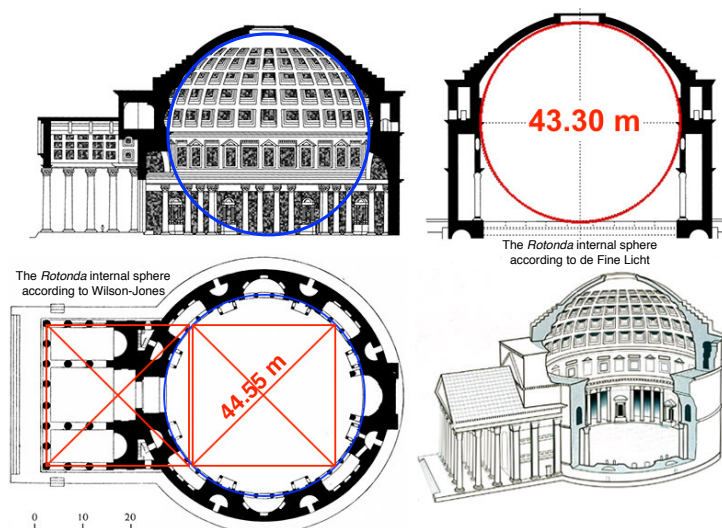 43.30 m
The Rotonda internal sphere
according to de Fine Licht
The Rotonda internal sphere
according to Wilson-Jones
44.55 m
0 10 20